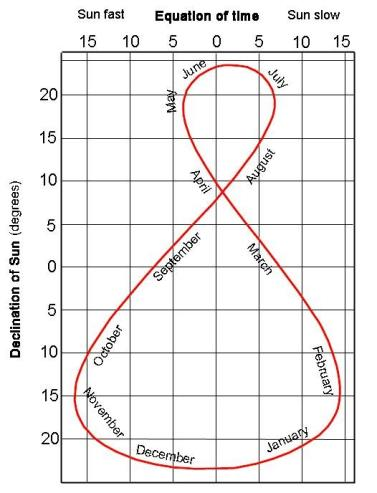 Sun fast Equation of time Sun slow
15 10 5 0 5 10 15
20
15
10
5
0
5
10
15
20
Declination of Sun (degrees)
June
July
May
April
August
September
March
October
February
November
December
January